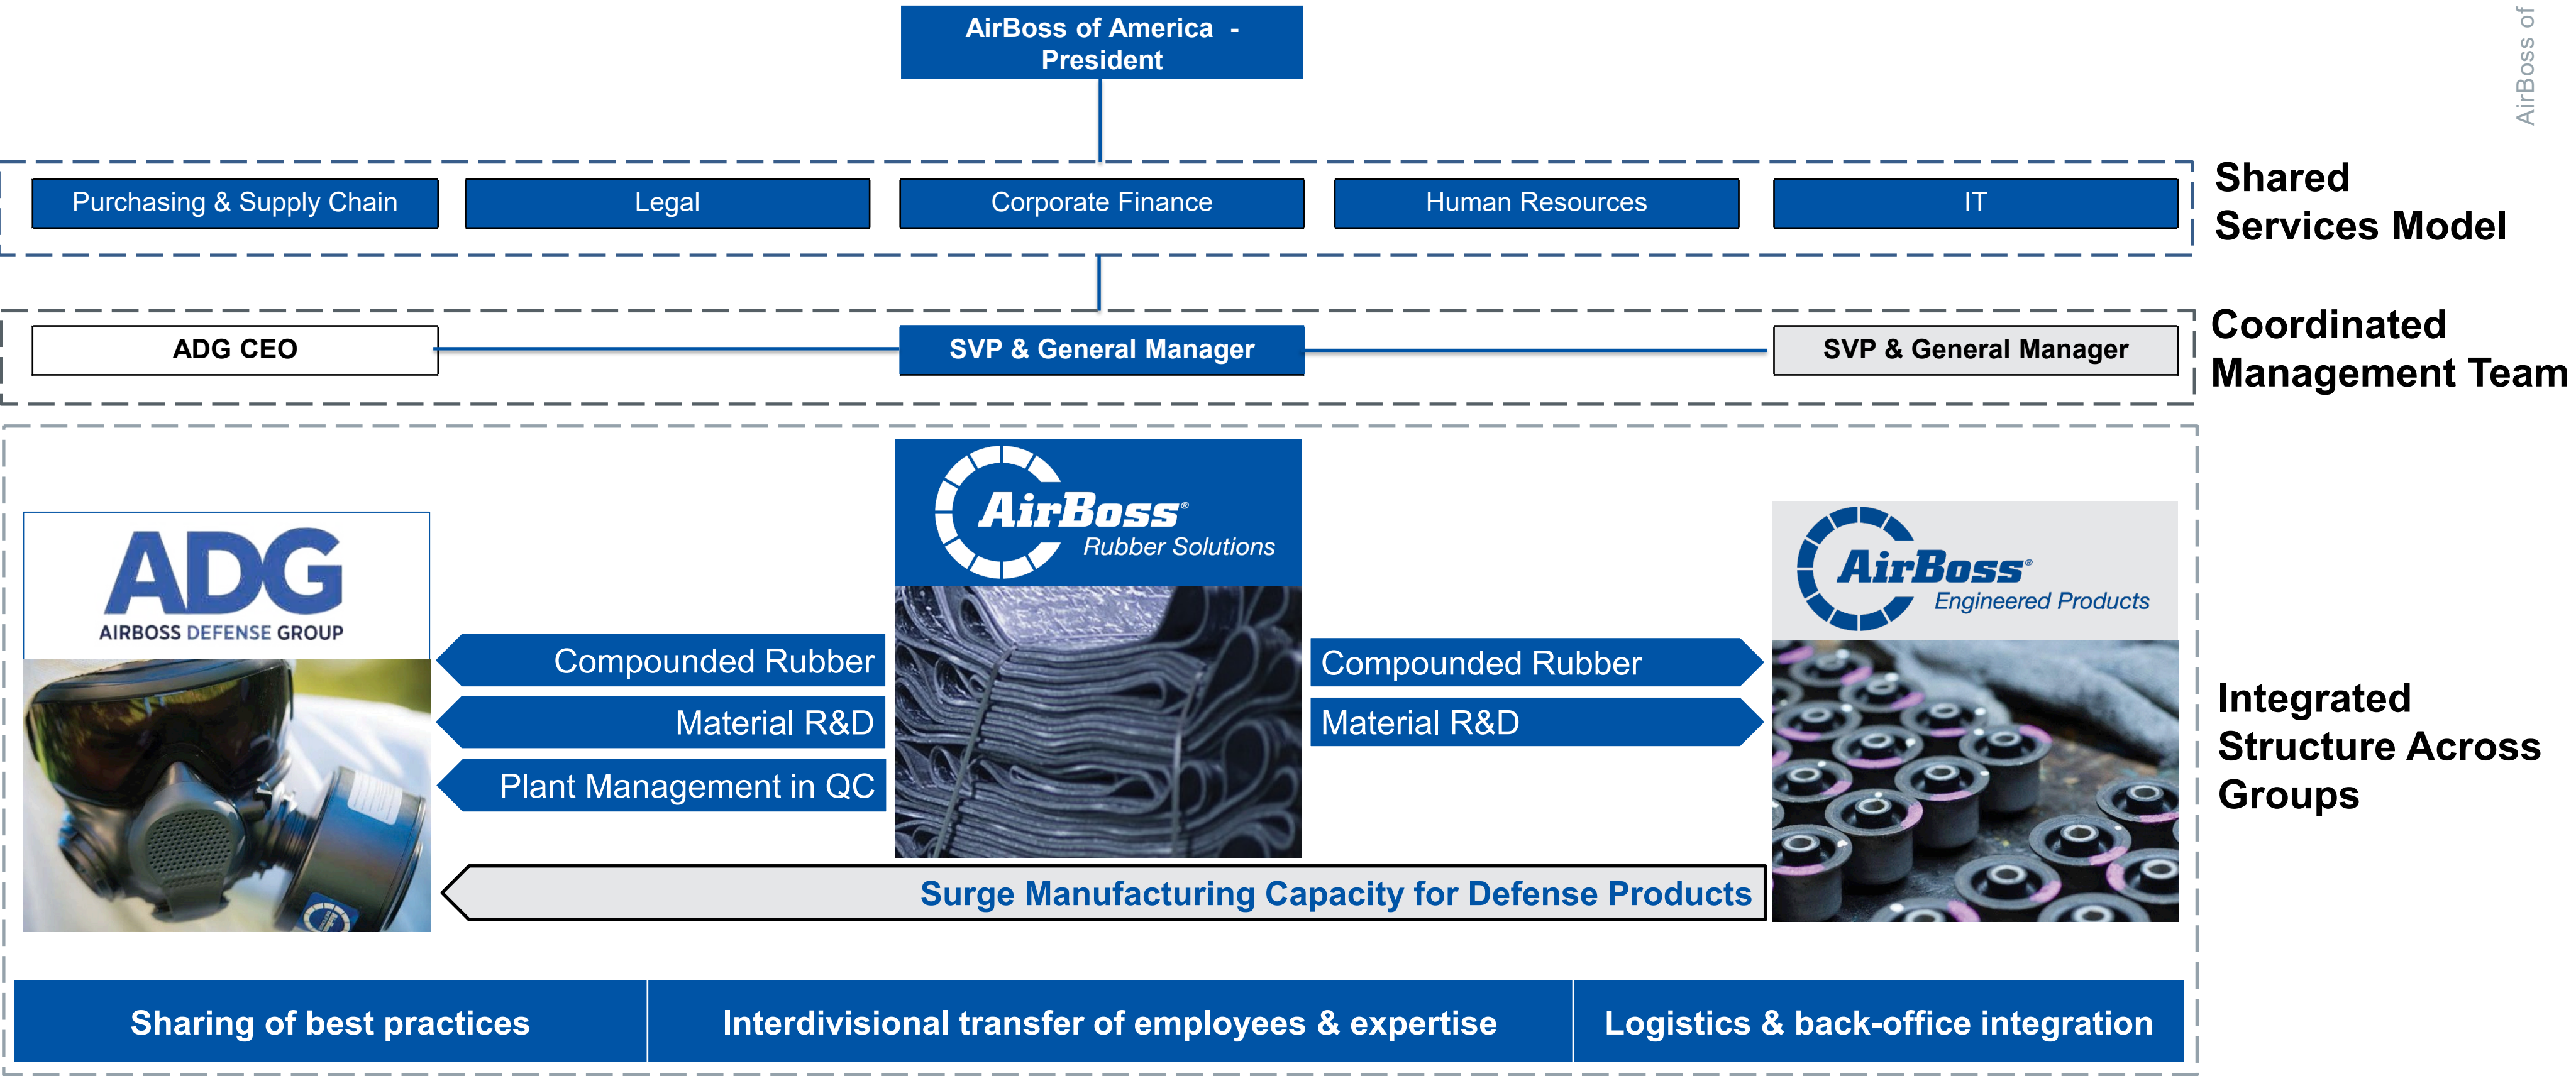 AirBoss of America -
President
AirBoss of
Purchasing & Supply Chain
Legal
Corporate Finance
Human Resources
IT
Shared
Services Model
ADG CEO
SVP & General Manager
SVP & General Manager
Coordinated
Management Team
ADG
AIRBOSS DEFENSE GROUP
AirBoss®
Rubber Solutions
AirBoss®
Engineered Products
Compounded Rubber
Material R&D
Plant Management in QC
Compounded Rubber
Material R&D
Surge Manufacturing Capacity for Defense Products
Integrated
Structure Across
Groups
Sharing of best practices
Interdivisional transfer of employees & expertise
Logistics & back-office integration